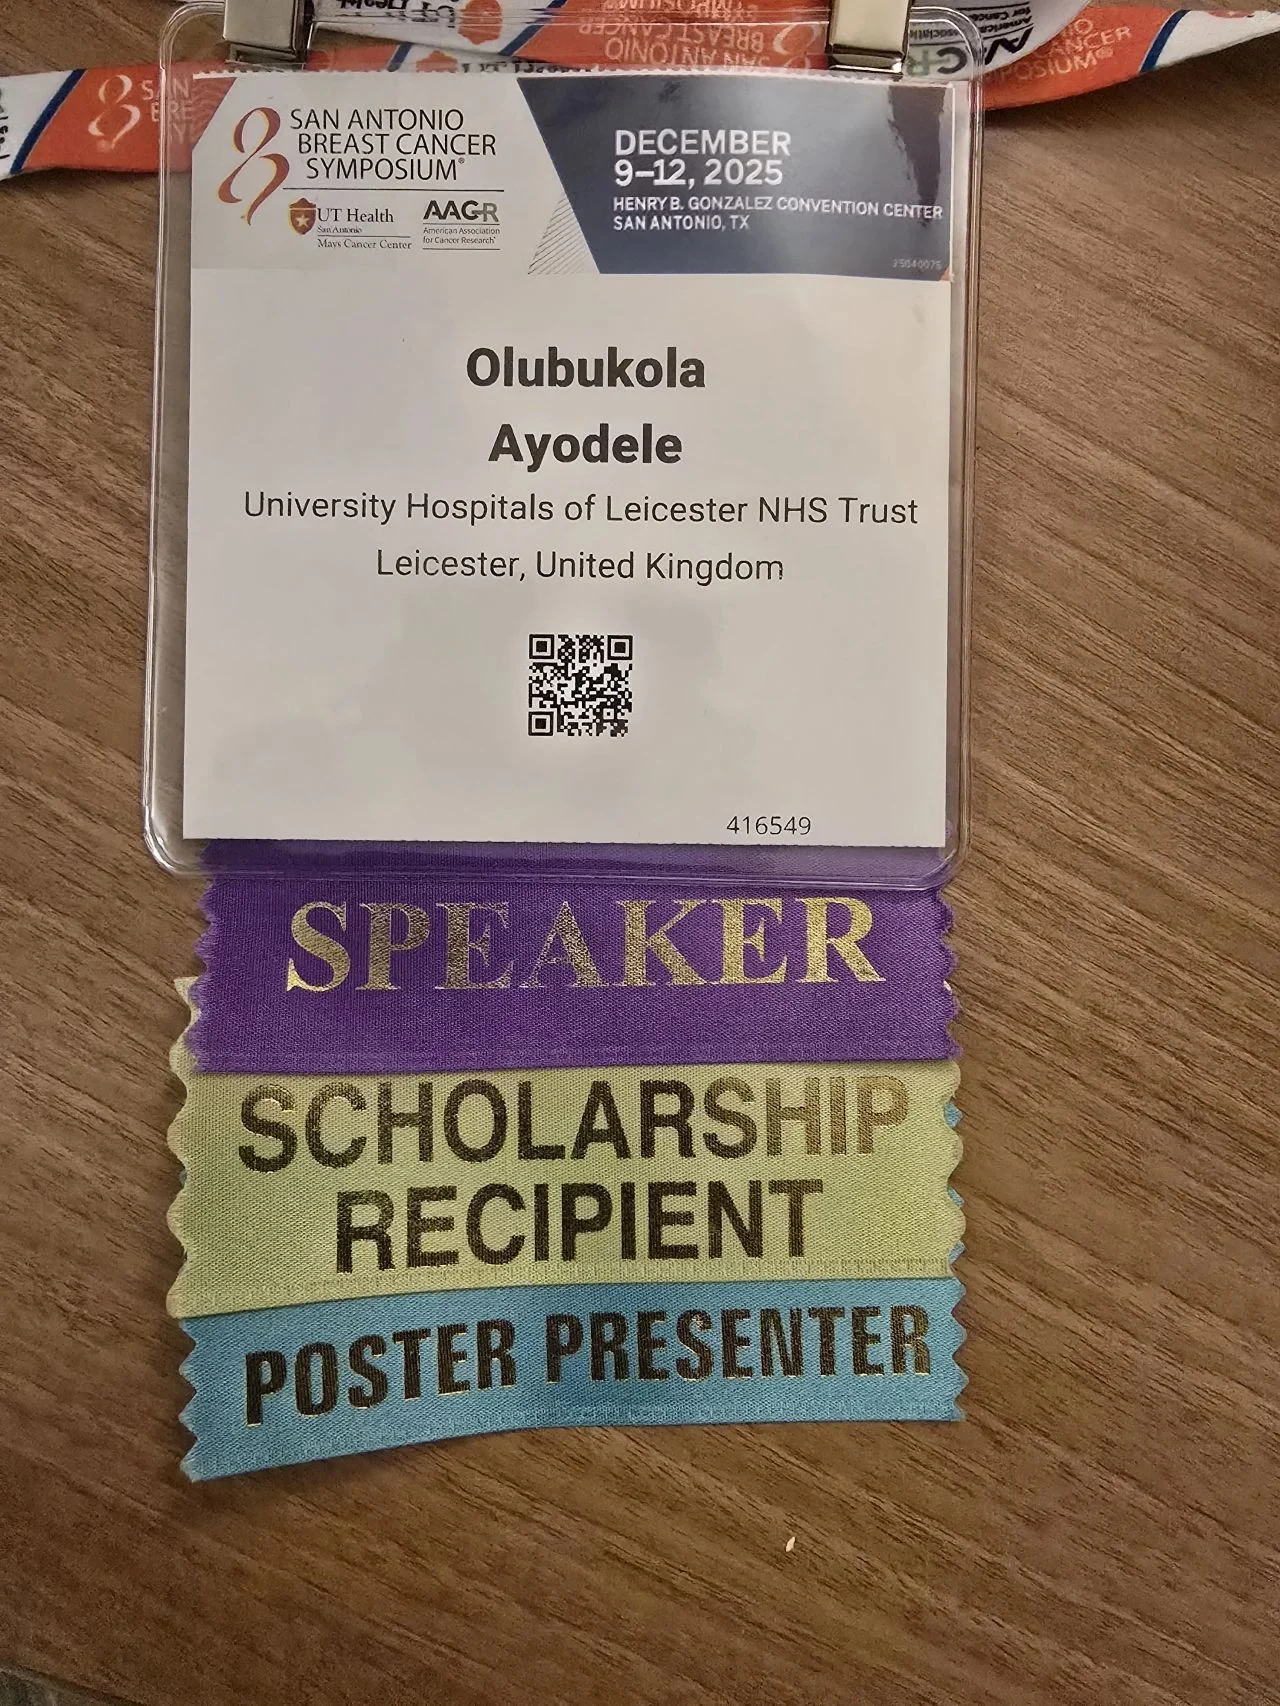 SAN ANTONIO
BREAST CANCER
SYMPOSIUM®
UT Health
San Antonio
Mays Cancer Center
AACR
American Association
for Cancer Research®
DECEMBER
9–12, 2025
HENRY B. GONZALEZ CONVENTION CENTER
SAN ANTONIO, TX
25040075
Olubukola
Ayodele
University Hospitals of Leicester NHS Trust
Leicester, United Kingdom
416549
SPEAKER
SCHOLARSHIP
RECIPIENT
POSTER PRESENTER